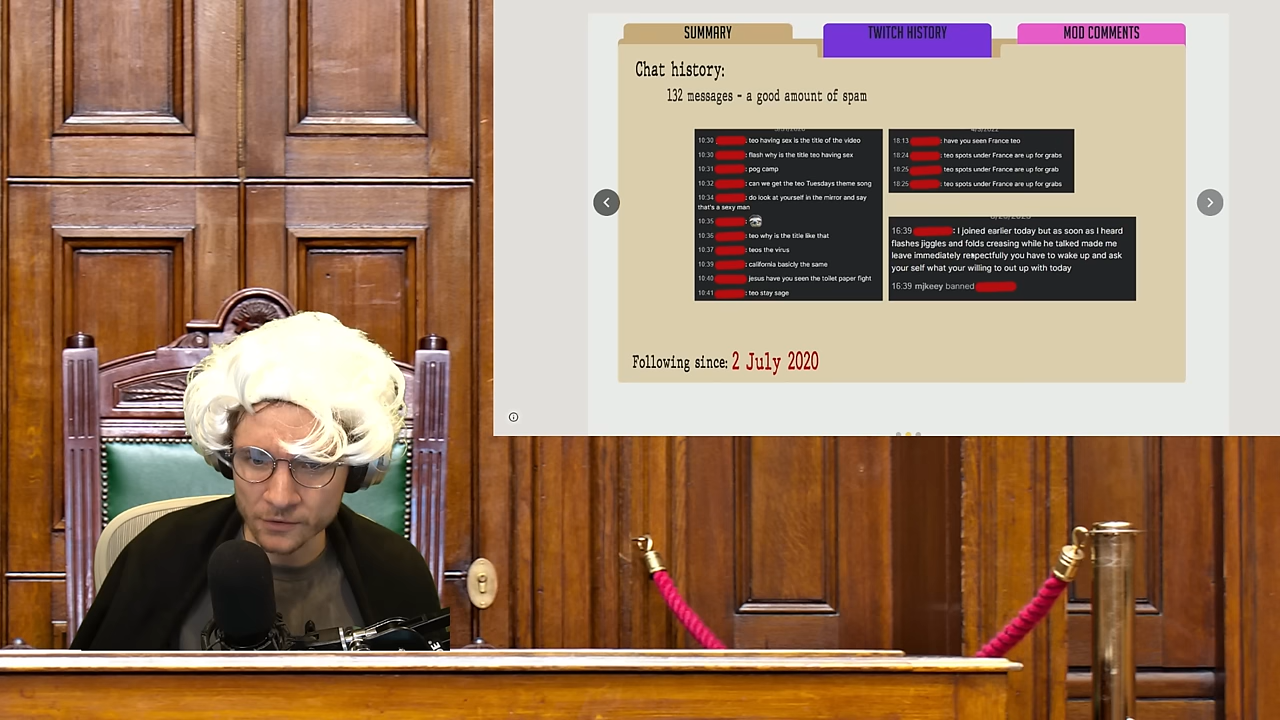 SUMMARY
TWITCH HISTORY
MOD COMMENTS
Chat history:
132 messages - a good amount of spam
10:30 : teo having sex is the title of the video
10:30 : flash why is the title teo having sex
10:31 : pog camp
10:32 : can we get the teo Tuesdays theme song
10:34 : do look at yourself in the mirror and say
that's a sexy man
10:35 :
10:36 : teo why is the title like that
10:37 : teos the virus
10:39 : california basicly the same
10:40 jesus have you seen the toilet paper fight
10:41 : teo stay sage
18:13 : have you seen France teo
18:24 : teo spots under France are up for grabs
18:25 : teo spots under France are up for grab
18:25 : teo spots under France are up for grabs
16:39 : I joined earlier today but as soon as I heard
flashes jiggles and folds creasing while he talked made me
leave immediately respectfully you have to wake up and ask
your self what your willing to out up with today
16:39 mjkeey banned
Following since: 2 July 2020